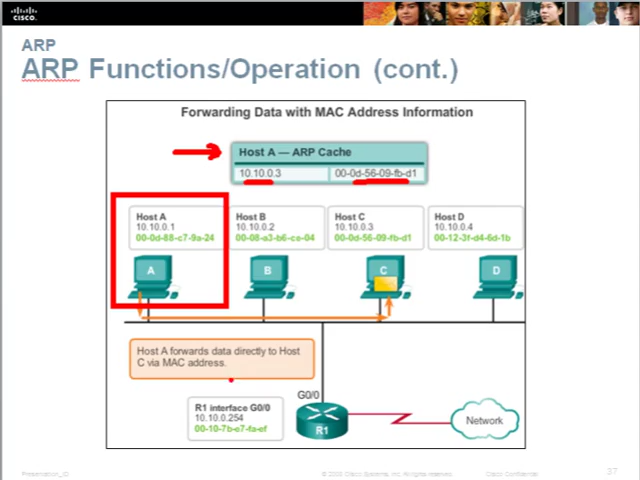 CISCO.
ARP
ARP Functions/Operation (cont.)
Forwarding Data with MAC Address Information
Host A — ARP Cache
10.10.0.3 00-0d-56-09-fb-d1
Host A
10.10.0.1
00-0d-88-c7-9a-24
Host B
10.10.0.2
00-08-a3-b6-ce-04
Host C
10.10.0.3
00-0d-56-09-fb-d1
Host D
10.10.0.4
00-12-3f-d4-6d-1b
A
B
C
D
Host A forwards data directly to Host
C via MAC address.
G0/0
R1 interface G0/0
10.10.0.254
00-10-7b-e7-fa-ef
R1
Network
Presentation_ID
© 2008 Cisco Systems, Inc. All rights reserved.
Cisco Confidential
37